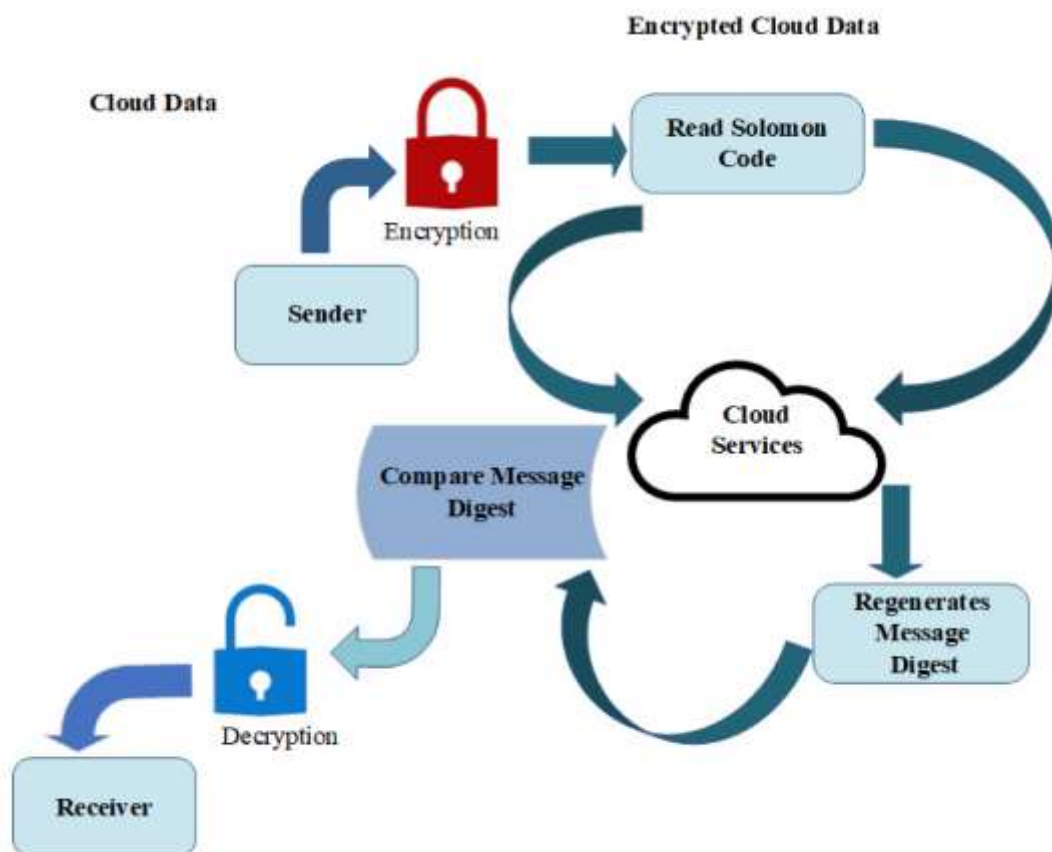 Encrypted Cloud Data
Cloud Data
Read Solomon
Code
Encryption
Sender
Cloud
Services
Compare Message
Digest
Regenerates
Message
Digest
Decryption
Receiver